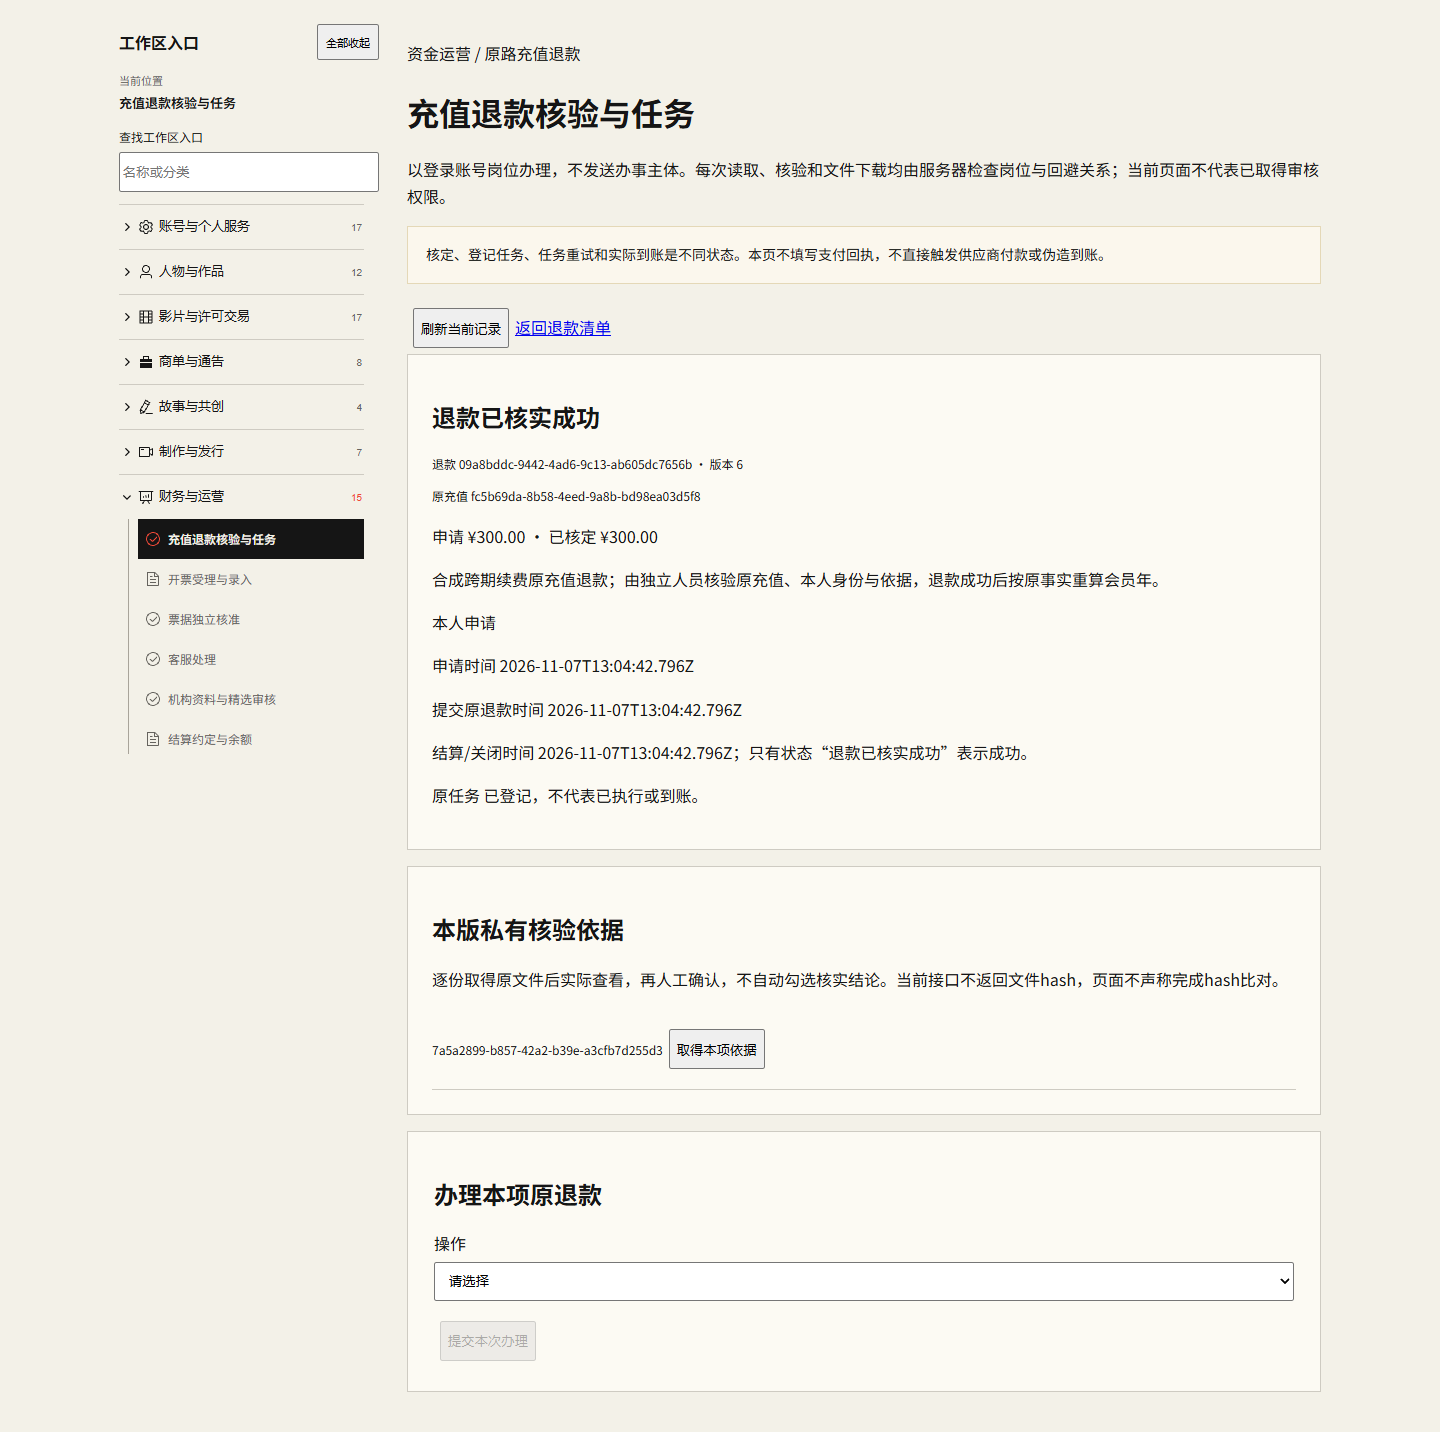 工作区入口
全部收起
当前位置
充值退款核验与任务
查找工作区入口
名称或分类
账号与个人服务 17
人物与作品 12
影片与许可交易 17
商单与通告 8
故事与共创 4
制作与发行 7
财务与运营 15
充值退款核验与任务
开票受理与录入
票据独立核准
客服处理
机构资料与精选审核
结算约定与余额
资金运营 / 原路充值退款
充值退款核验与任务
以登录账号岗位办理，不发送办事主体。每次读取、核验和文件下载均由服务器检查岗位与回避关系；当前页面不代表已取得审核
权限。
核定、登记任务、任务重试和实际到账是不同状态。本页不填写支付回执，不直接触发供应商付款或伪造到账。
刷新当前记录 返回退款清单
退款已核实成功
退款 09a8bddc-9442-4ad6-9c13-ab605dc7656b · 版本 6
原充值 fc5b69da-8b58-4eed-9a8b-bd98ea03d5f8
申请 ¥300.00 · 已核定 ¥300.00
合成跨期续费原充值退款；由独立人员核验原充值、本人身份与依据，退款成功后按原事实重算会员年。
本人申请
申请时间 2026-11-07T13:04:42.796Z
提交原退款时间 2026-11-07T13:04:42.796Z
结算/关闭时间 2026-11-07T13:04:42.796Z；只有状态“退款已核实成功”表示成功。
原任务 已登记，不代表已执行或到账。
本版私有核验依据
逐份取得原文件后实际查看，再人工确认，不自动勾选核实结论。当前接口不返回文件hash，页面不声称完成hash比对。
7a5a2899-b857-42a2-b39e-a3cfb7d255d3 取得本项依据
办理本项原退款
操作
请选择
提交本次办理